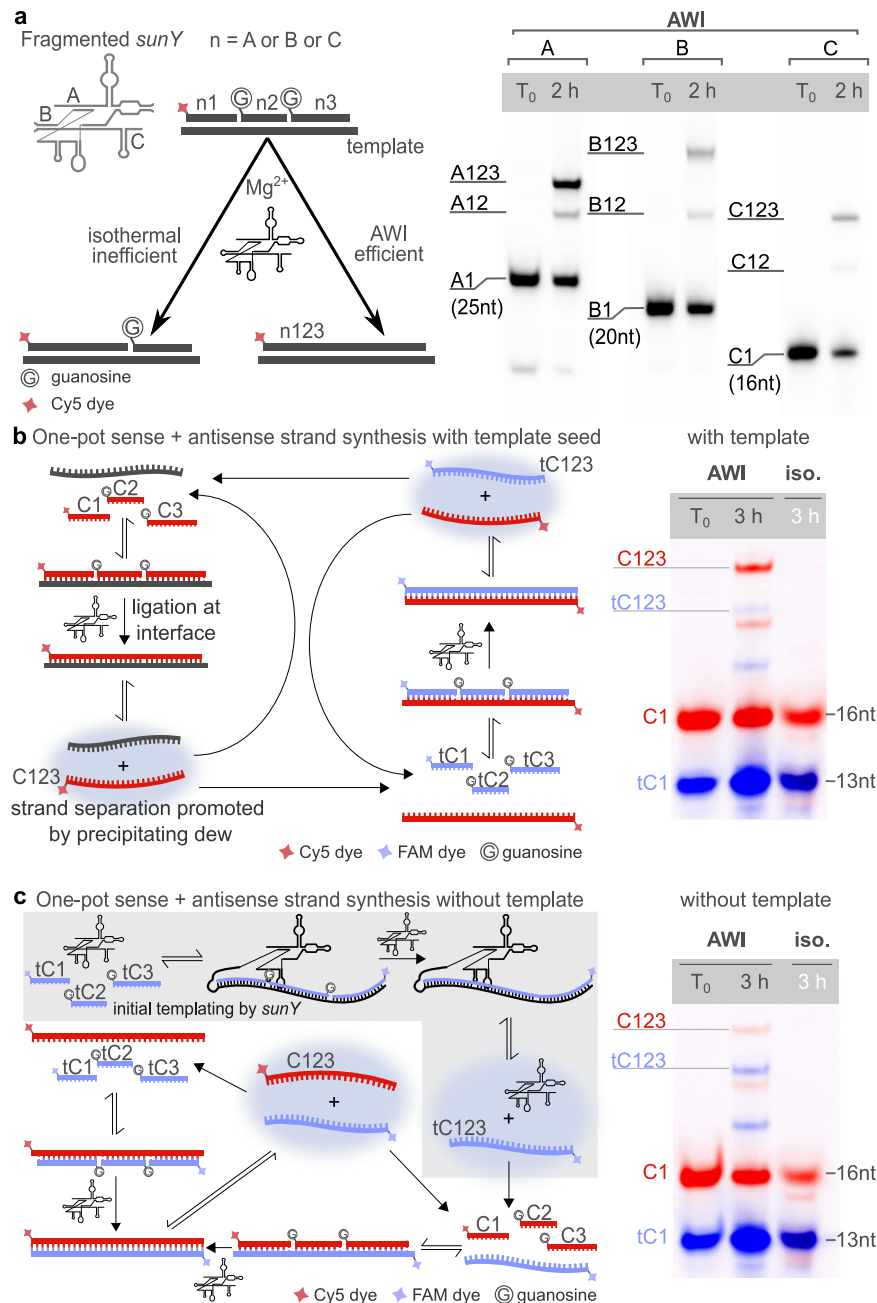 a
Fragmented sunY
n = A or B or C
A
B
C
n1
G
n2
G
n3
template
Mg2+
isothermal
inefficient
AWI
efficient
G
n123
G guanosine
Cy5 dye
AWI
A
B
C
T0 2 h
T0 2 h
T0 2 h
A123
A12
A1
(25nt)
B123
B12
B1
(20nt)
C123
C12
C1
(16nt)
b One-pot sense + antisense strand synthesis with template seed
C1
G
C2
G
C3
G
G
ligation at
interface
+
C123
strand separation promoted
by precipitating dew
tC123
+
G
G
tC1
G
tC2
G
tC3
Cy5 dye
FAM dye
G guanosine
with template
AWI
iso.
T0
3 h
3 h
C123
tC123
C1
tC1
16nt
13nt
c One-pot sense + antisense strand synthesis without template
tC1
G
tC2
G
tC3
G
G
initial templating by sunY
G
tC2
tC1
G
tC3
C123
+
+
tC123
G
G
G
G
C1
G
C2
G
C3
Cy5 dye
FAM dye
G guanosine
without template
AWI
iso.
T0
3 h
3 h
C123
tC123
C1
tC1
16nt
13nt